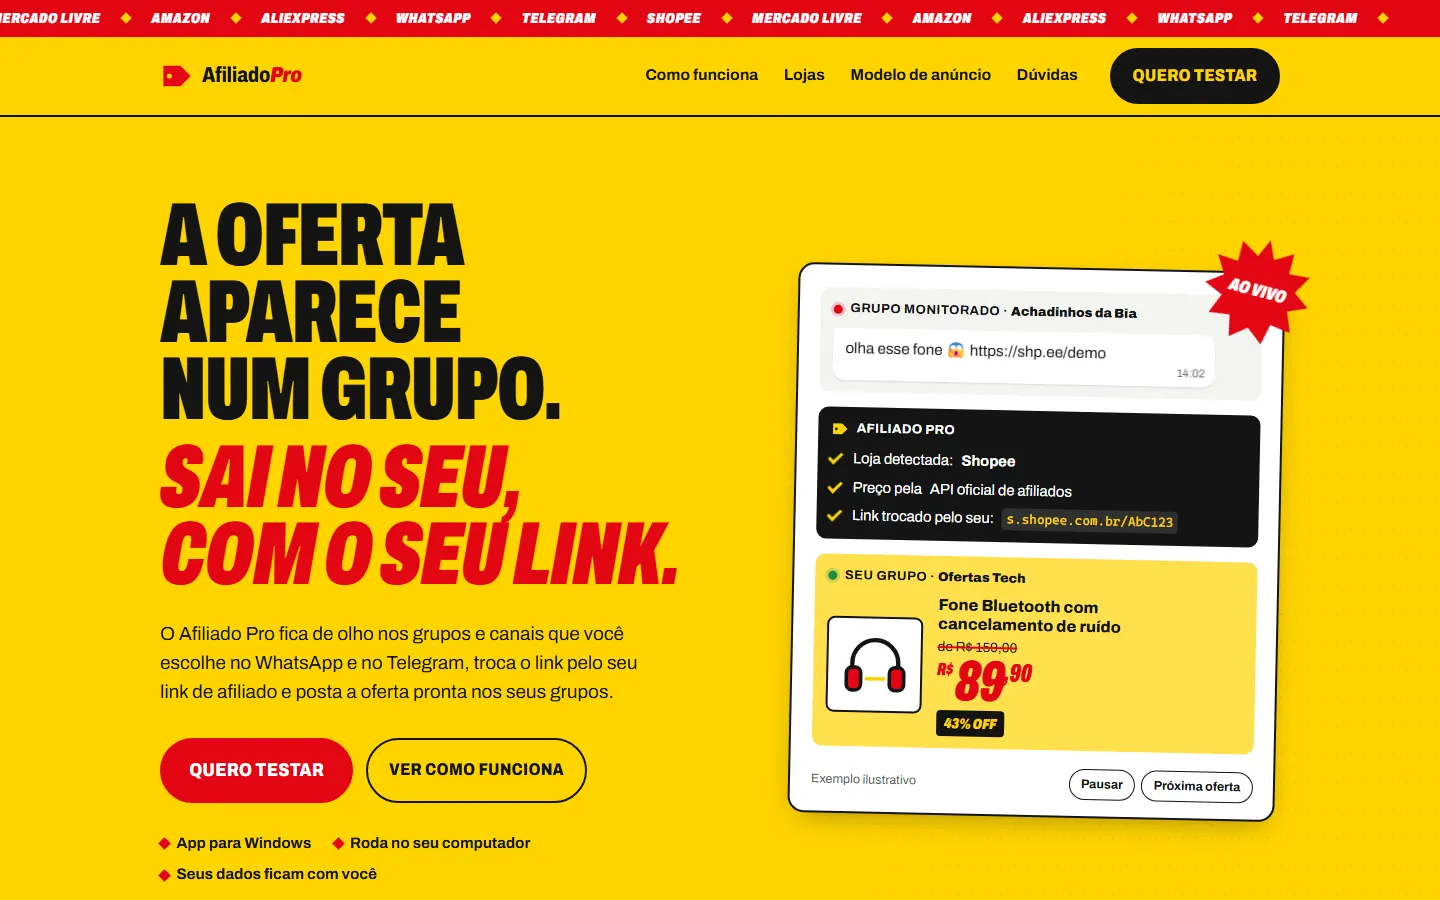 MERCADO LIVRE ◆ AMAZON ◆ ALIEXPRESS ◆ WHATSAPP ◆ TELEGRAM ◆ SHOPEE ◆ MERCADO LIVRE ◆ AMAZON ◆ ALIEXPRESS ◆ WHATSAPP ◆ TELEGRAM ◆
AfiliadoPro
Como funciona Lojas Modelo de anúncio Dúvidas QUERO TESTAR
A OFERTA
APARECE
NUM GRUPO.
SAI NO SEU,
COM O SEU LINK.
O Afiliado Pro fica de olho nos grupos e canais que você
escolhe no WhatsApp e no Telegram, troca o link pelo seu
link de afiliado e posta a oferta pronta nos seus grupos.
QUERO TESTAR VER COMO FUNCIONA
App para Windows Roda no seu computador
Seus dados ficam com você
AO VIVO
GRUPO MONITORADO · Achadinhos da Bia
olha esse fone 😱 https://shp.ee/demo
14:02
AFILIADO PRO
Loja detectada: Shopee
Preço pela API oficial de afiliados
Link trocado pelo seu: s.shopee.com.br/AbC123
SEU GRUPO · Ofertas Tech
Fone Bluetooth com
cancelamento de ruído
de R$ 159,00
R$ 89,90
43% OFF
Exemplo ilustrativo Pausar Próxima oferta